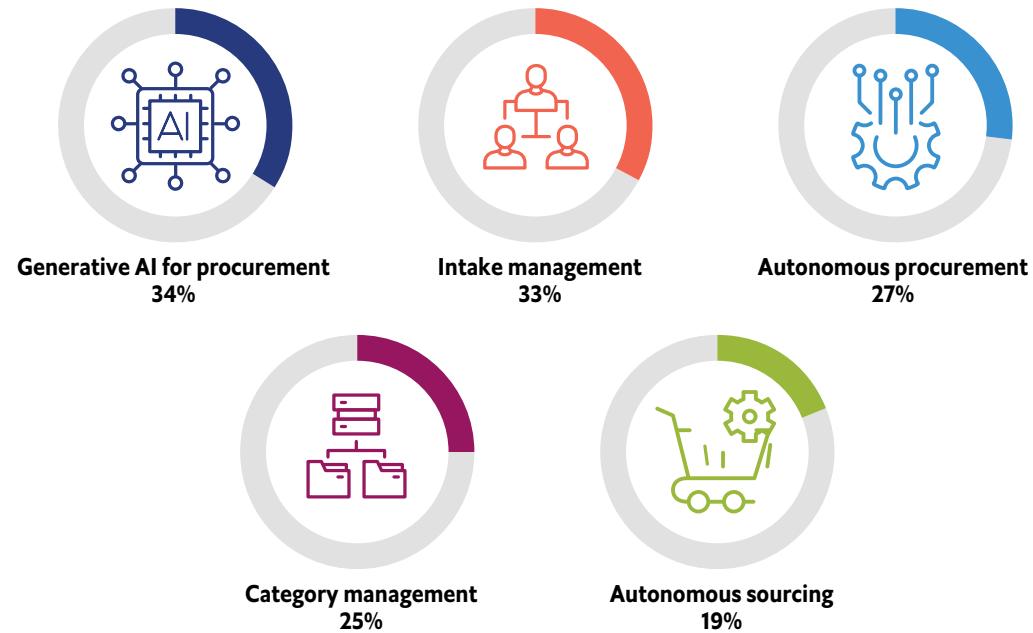 AI
Generative AI for procurement
34%
Intake management
33%
Autonomous procurement
27%
Category management
25%
Autonomous sourcing
19%